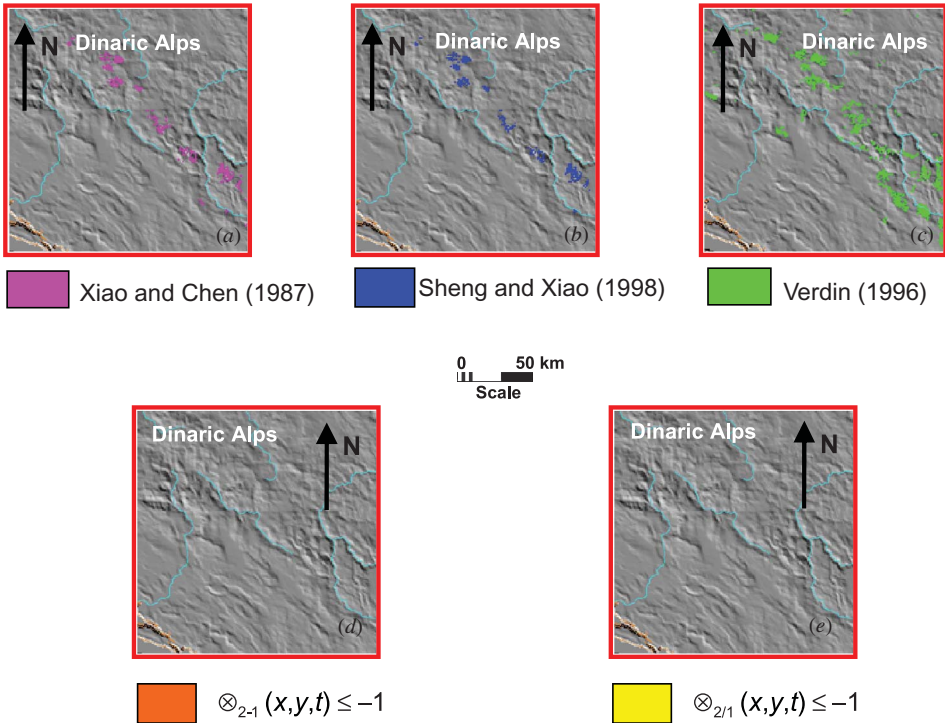 Dinaric Alps
N
(a)
Dinaric Alps
N
(b)
Dinaric Alps
N
(c)
Xiao and Chen (1987)
Sheng and Xiao (1998)
Verdin (1996)
0 50 km
Scale
Dinaric Alps
N
(d)
Dinaric Alps
N
(e)
⊗2-1 (x,y,t) ≤ −1
⊗2/1 (x,y,t) ≤ −1